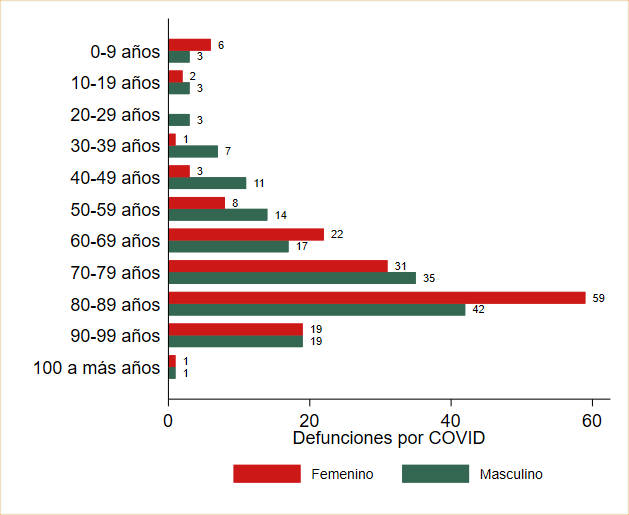 0-9 años
6
3
10-19 años
2
3
20-29 años
3
30-39 años
1
7
40-49 años
3
11
50-59 años
8
14
60-69 años
22
17
70-79 años
31
35
80-89 años
59
42
90-99 años
19
19
100 a más años
1
1
0 20 40 60
Defunciones por COVID
Femenino Masculino